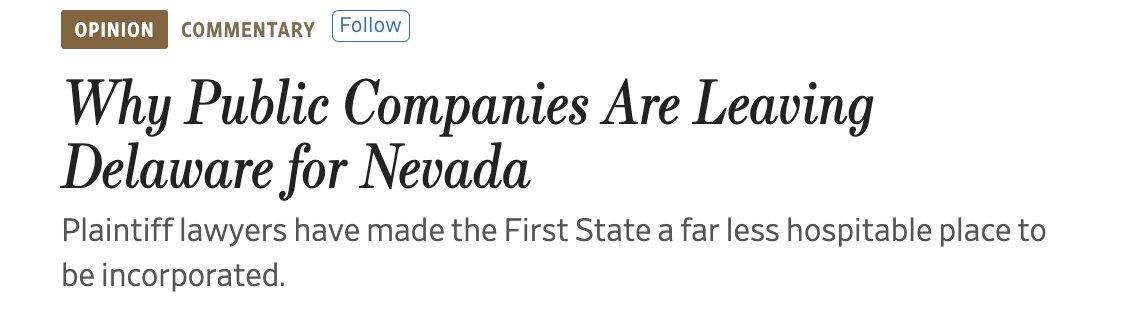 OPINION COMMENTARY Follow
Why Public Companies Are Leaving
Delaware for Nevada
Plaintiff lawyers have made the First State a far less hospitable place to
be incorporated.